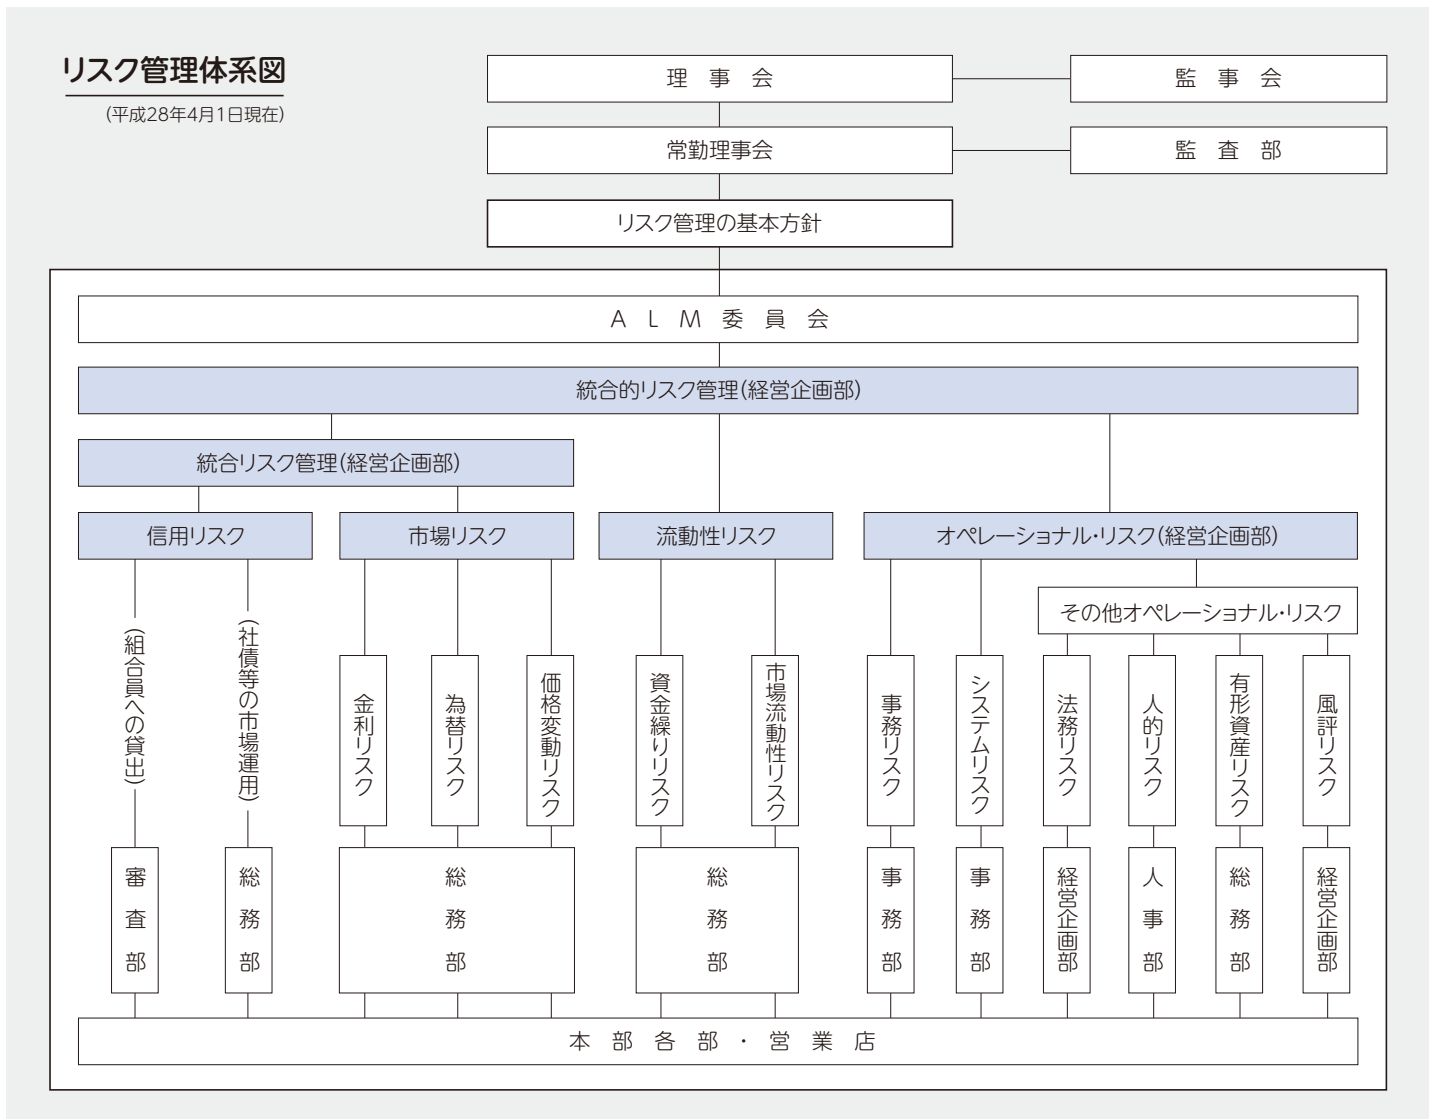 リスク管理体系図
(平成28年4月1日現在)
理事会
監事会
常勤理事会
監査部
リスク管理の基本方針
ALM委員会
統合的リスク管理(経営企画部)
統合リスク管理(経営企画部)
信用リスク
市場リスク
流動性リスク
オペレーショナル・リスク(経営企画部)
その他オペレーショナル・リスク
(組合員への貸出)
(社債等の市場運用)
金利リスク
為替リスク
価格変動リスク
資金繰りリスク
市場流動性リスク
事務リスク
システムリスク
法務リスク
人的リスク
有形資産リスク
風評リスク
審査部
総務部
総務部
総務部
事務部
事務部
経営企画部
人事部
総務部
経営企画部
本部各部・営業店